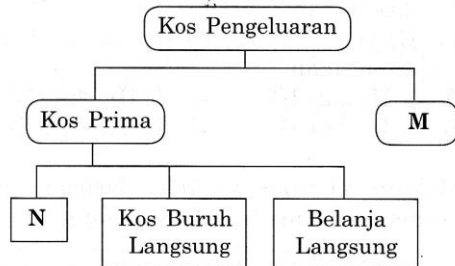 Kos Pengeluaran
Kos Prima
M
N
Kos Buruh
Langsung
Belanja
Langsung